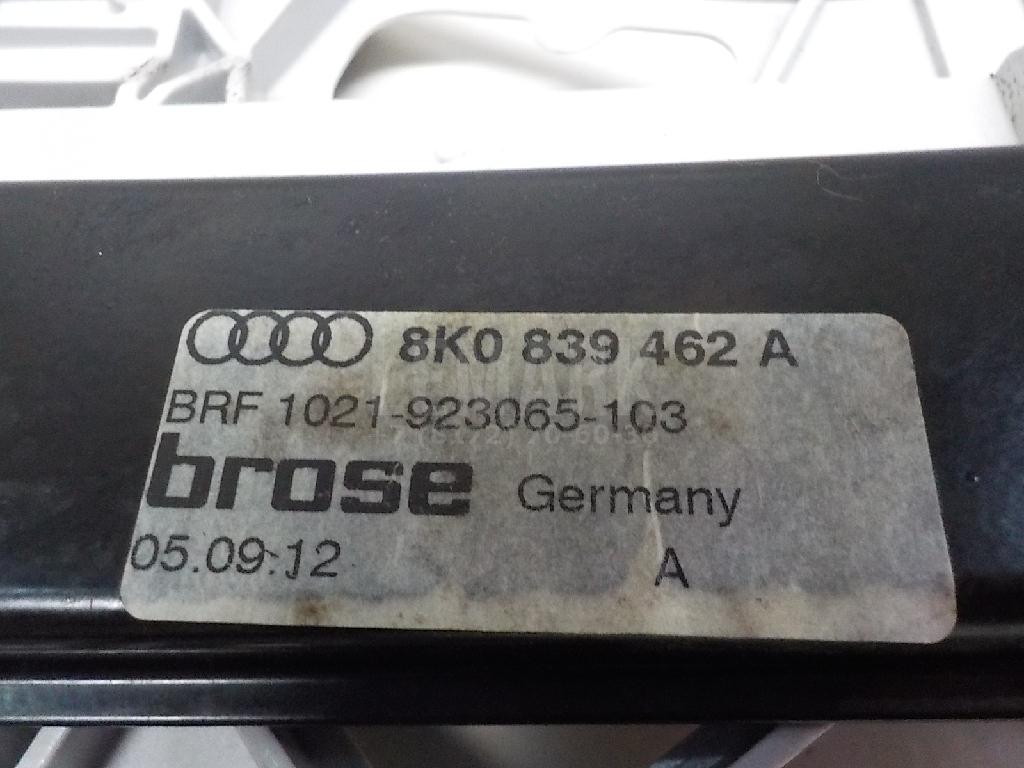 8K0 839 462 A
BRF 1021-923065-103
brose Germany
05.09.12 A